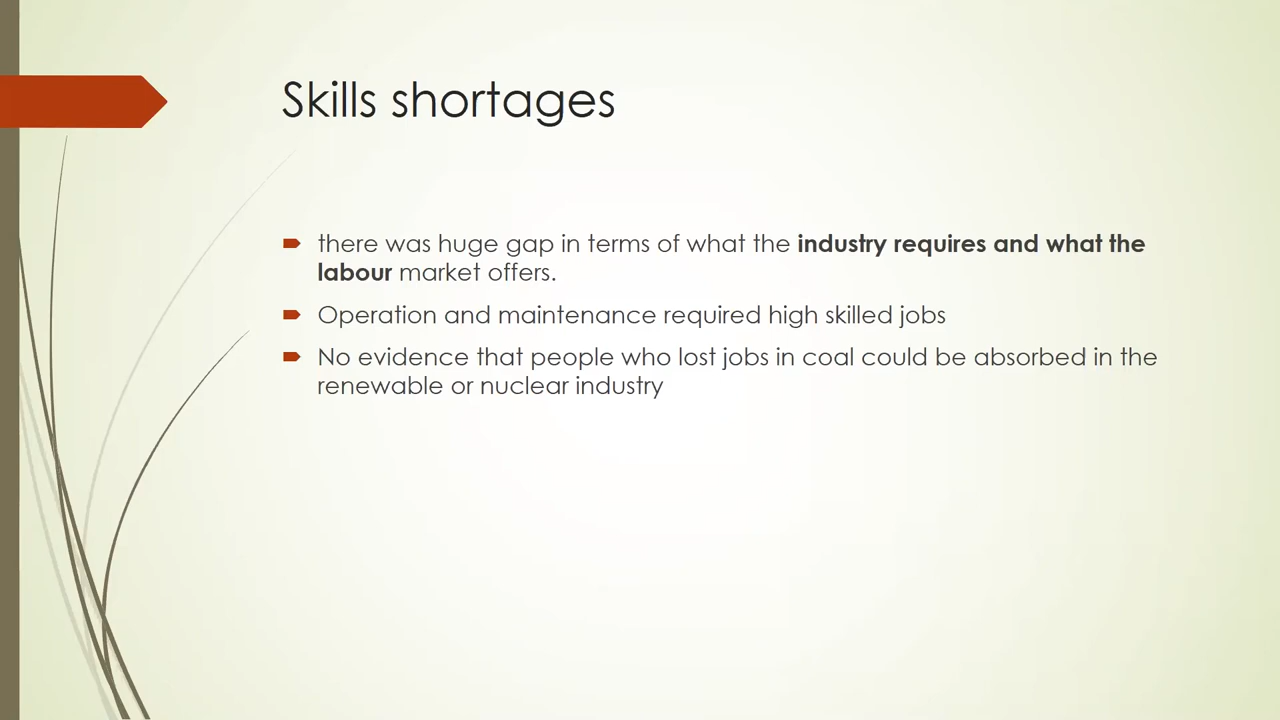 Skills shortages
there was huge gap in terms of what the industry requires and what the
labour market offers.
Operation and maintenance required high skilled jobs
No evidence that people who lost jobs in coal could be absorbed in the
renewable or nuclear industry